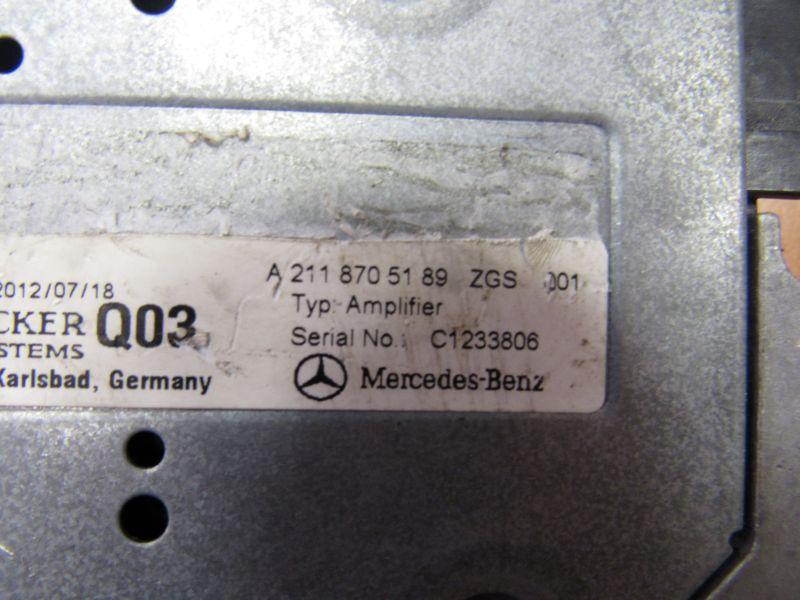 A 211 870 51 89 ZGS 001
2012/07/18
Typ: Amplifier
CKER Q03
Serial No.: C1233806
STEMS
Karlsbad, Germany
Mercedes-Benz